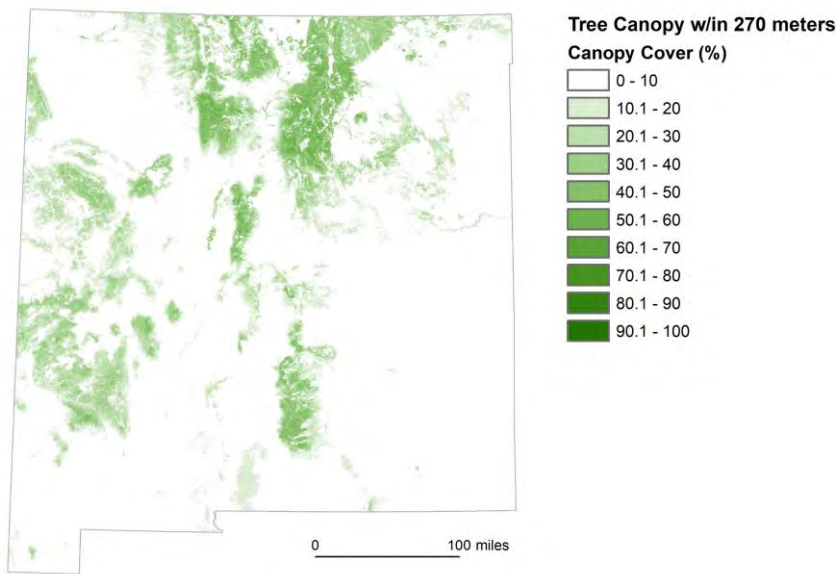 Tree Canopy w/in 270 meters
Canopy Cover (%)
0 - 10
10.1 - 20
20.1 - 30
30.1 - 40
40.1 - 50
50.1 - 60
60.1 - 70
70.1 - 80
80.1 - 90
90.1 - 100
0 100 miles